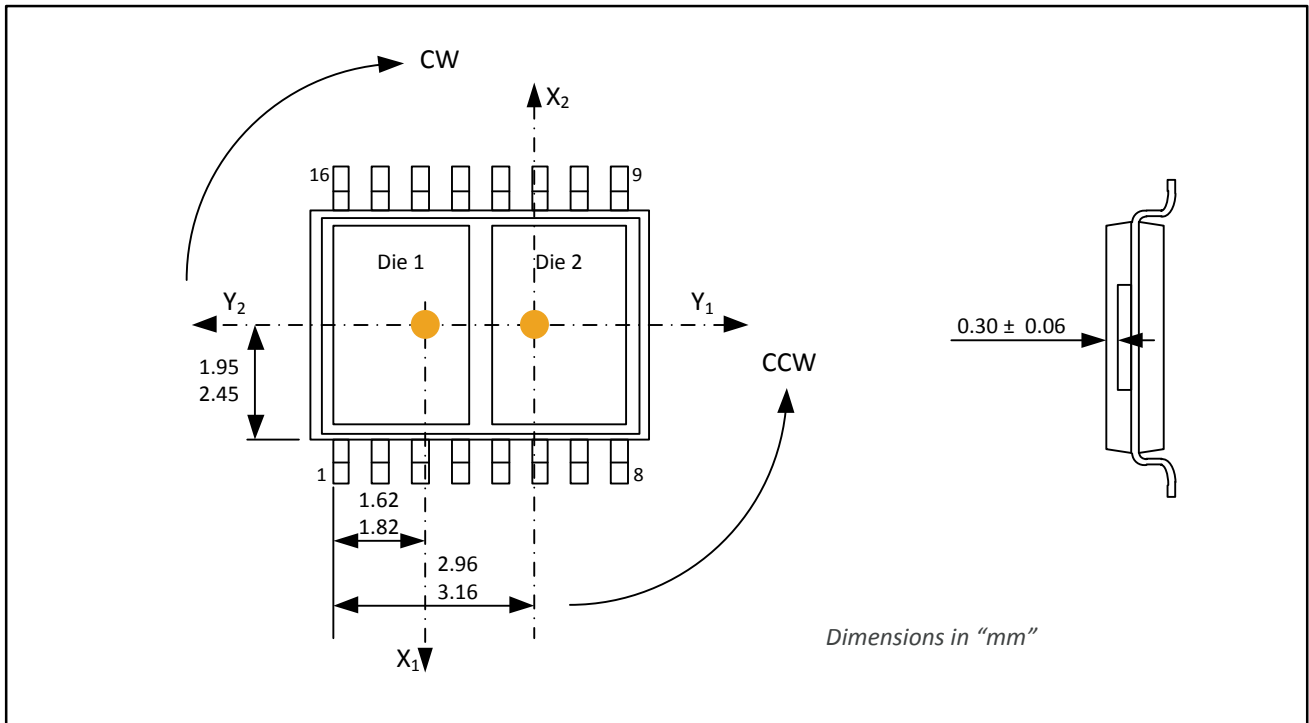 CW
X₂
16
9
Die 1
Die 2
Y₂
Y₁
0.30 ± 0.06
1.95
2.45
CCW
1
8
1.62
1.82
2.96
3.16
Dimensions in “mm”
X₁